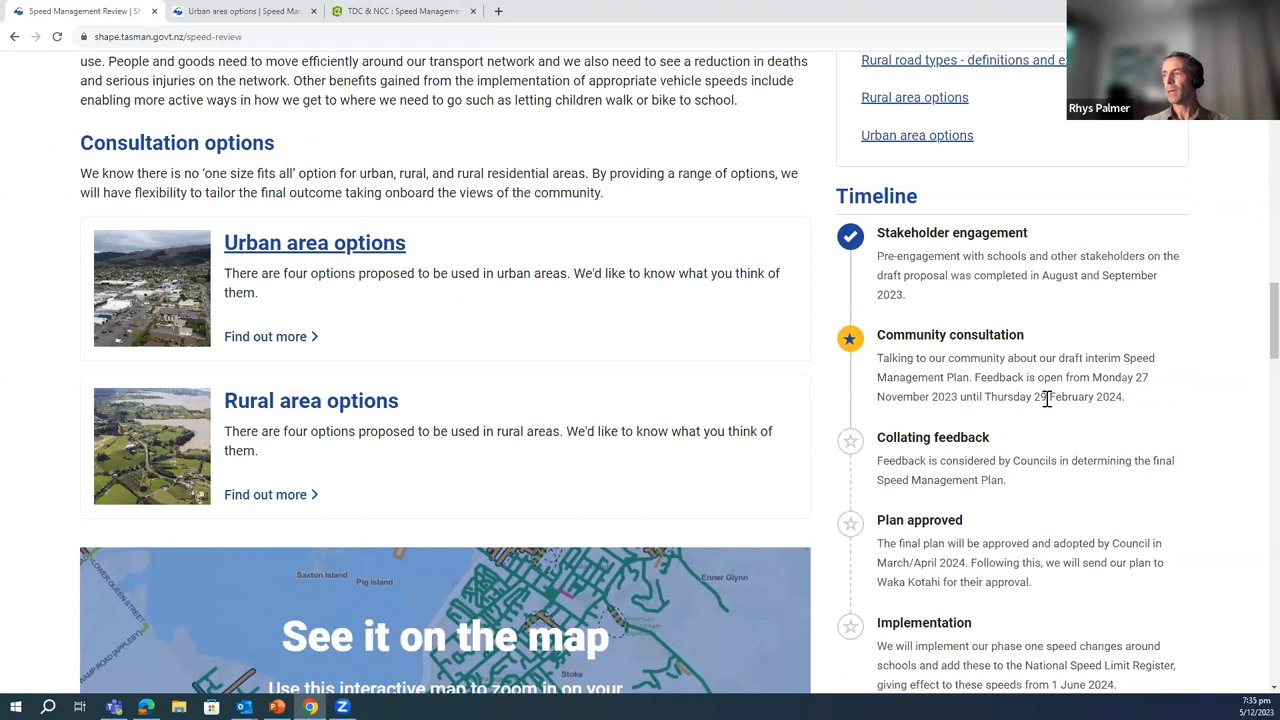 Speed Management Review | S
Urban area options | Speed Ma
TDC & NCC : Speed Manageme
shape.tasman.govt.nz/speed-review
Rhys Palmer
use. People and goods need to move efficiently around our transport network and we also need to see a reduction in deaths
and serious injuries on the network. Other benefits gained from the implementation of appropriate vehicle speeds include
enabling more active ways in how we get to where we need to go such as letting children walk or bike to school.
Consultation options
We know there is no 'one size fits all' option for urban, rural, and rural residential areas. By providing a range of options, we
will have flexibility to tailor the final outcome taking onboard the views of the community.
Urban area options
There are four options proposed to be used in urban areas. We'd like to know what you think of
them.
Find out more
Rural area options
There are four options proposed to be used in rural areas. We'd like to know what you think of
them.
Find out more
LOWER QUEEN STREET
Saxton Island
Pig Island
Enner Glynn
See it on the map
Stoke
Use this interactive map to zoom in on your
Rural road types - definitions and e
Rural area options
Urban area options
Timeline
Stakeholder engagement
Pre-engagement with schools and other stakeholders on the
draft proposal was completed in August and September
2023.
Community consultation
Talking to our community about our draft interim Speed
Management Plan. Feedback is open from Monday 27
November 2023 until Thursday 29 February 2024.
Collating feedback
Feedback is considered by Councils in determining the final
Speed Management Plan.
Plan approved
The final plan will be approved and adopted by Council in
March/April 2024. Following this, we will send our plan to
Waka Kotahi for their approval.
Implementation
We will implement our phase one speed changes around
schools and add these to the National Speed Limit Register,
giving effect to these speeds from 1 June 2024.
7:35 pm
5/12/2023